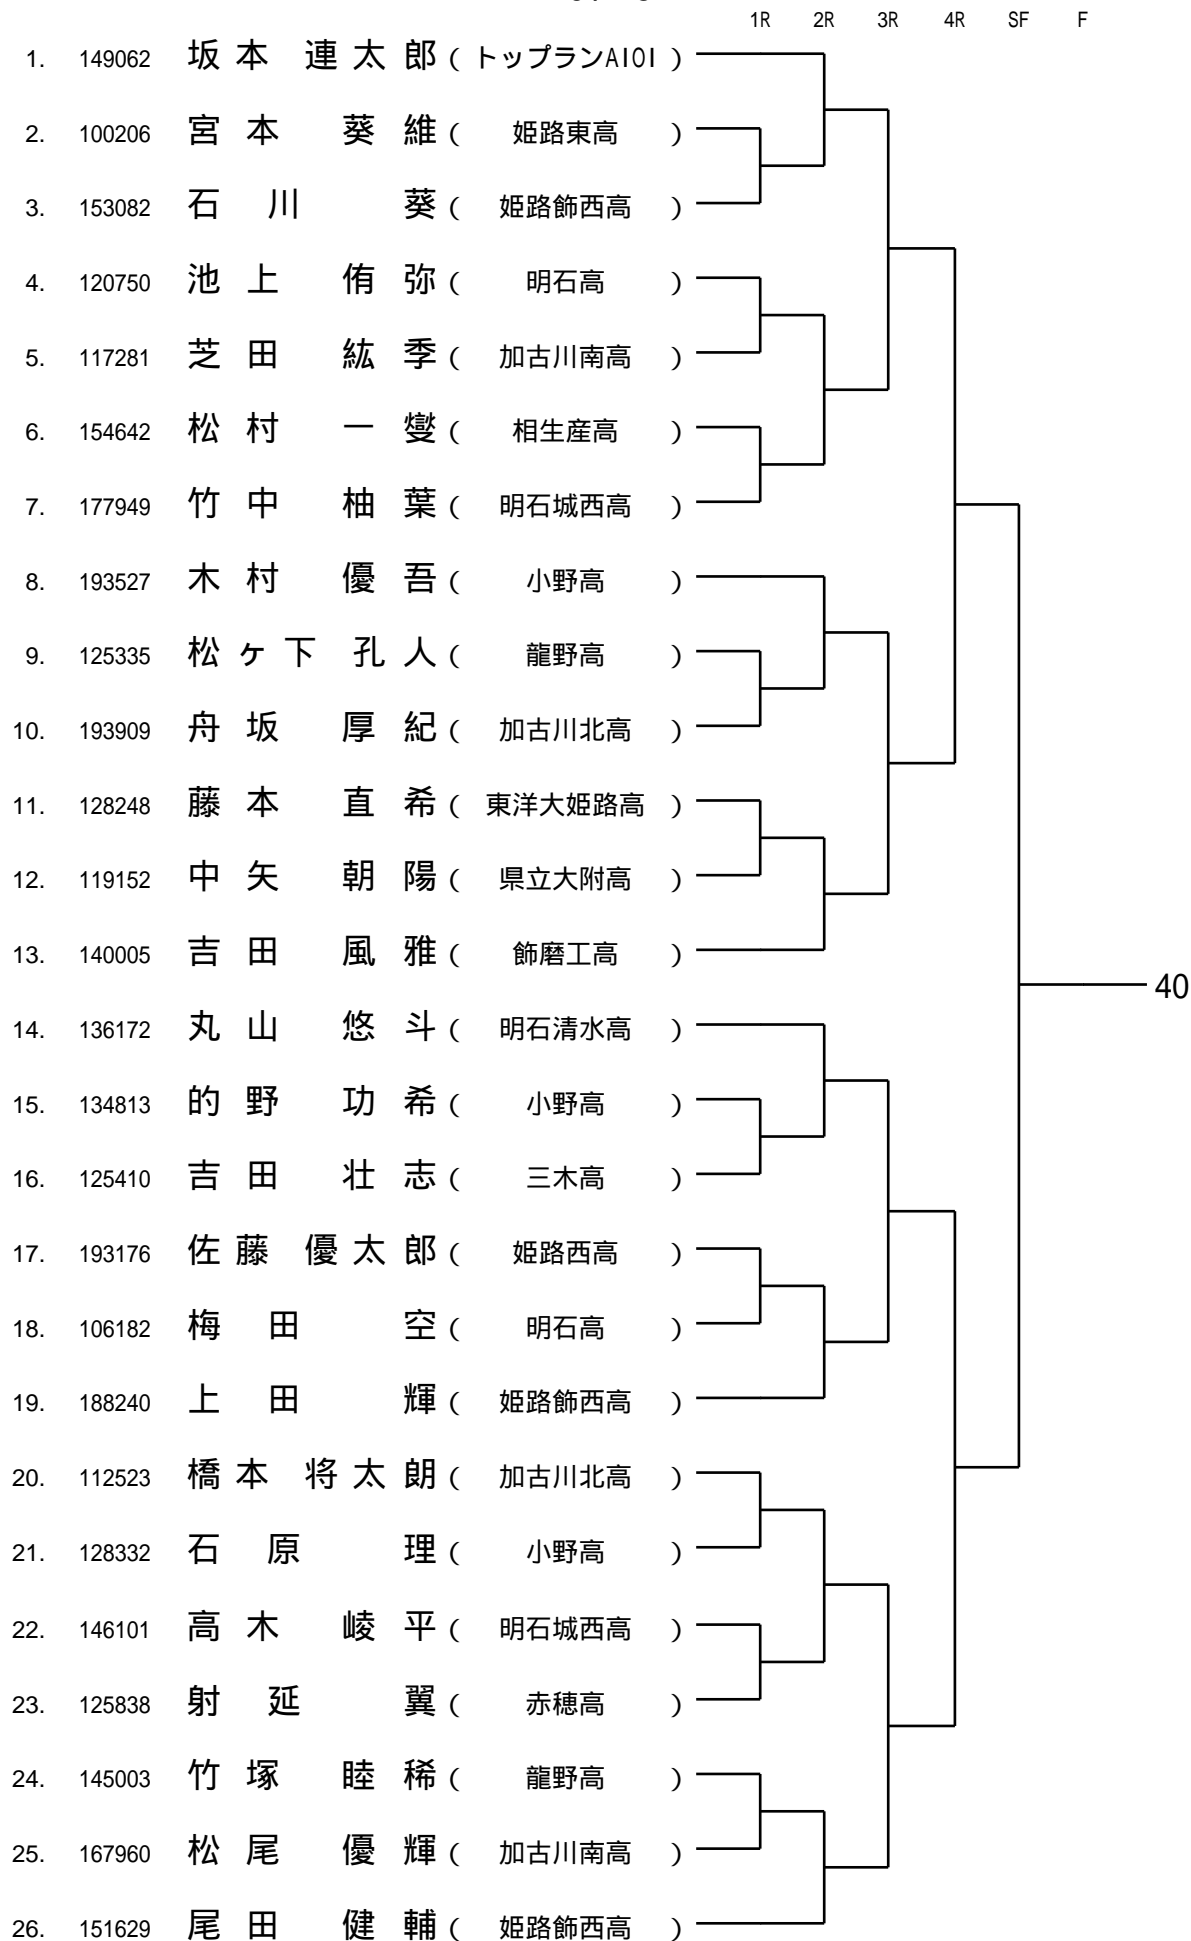 1R 2R 3R 4R SF F
1. 149062 坂本 連太郎 ( トップランAIOI )
2. 100206 宮本 葵維 ( 姫路東高 )
3. 153082 石川 葵 ( 姫路飾西高 )
4. 120750 池上 侑弥 ( 明石高 )
5. 117281 芝田 紘季 ( 加古川南高 )
6. 154642 松村 一燮 ( 相生産高 )
7. 177949 竹中 柚葉 ( 明石城西高 )
8. 193527 木村 優吾 ( 小野高 )
9. 125335 松ヶ下 孔人 ( 龍野高 )
10. 193909 舟坂 厚紀 ( 加古川北高 )
11. 128248 藤本 直希 ( 東洋大姫路高 )
12. 119152 中矢 朝陽 ( 県立大附高 )
13. 140005 吉田 風雅 ( 飾磨工高 )
40
14. 136172 丸山 悠斗 ( 明石清水高 )
15. 134813 的野 功希 ( 小野高 )
16. 125410 吉田 壮志 ( 三木高 )
17. 193176 佐藤 優太郎 ( 姫路西高 )
18. 106182 梅田 空 ( 明石高 )
19. 188240 上田 輝 ( 姫路飾西高 )
20. 112523 橋本 将太朗 ( 加古川北高 )
21. 128332 石原 理 ( 小野高 )
22. 146101 高木 崚平 ( 明石城西高 )
23. 125838 射延 翼 ( 赤穂高 )
24. 145003 竹塚 睦稀 ( 龍野高 )
25. 167960 松尾 優輝 ( 加古川南高 )
26. 151629 尾田 健輔 ( 姫路飾西高 )